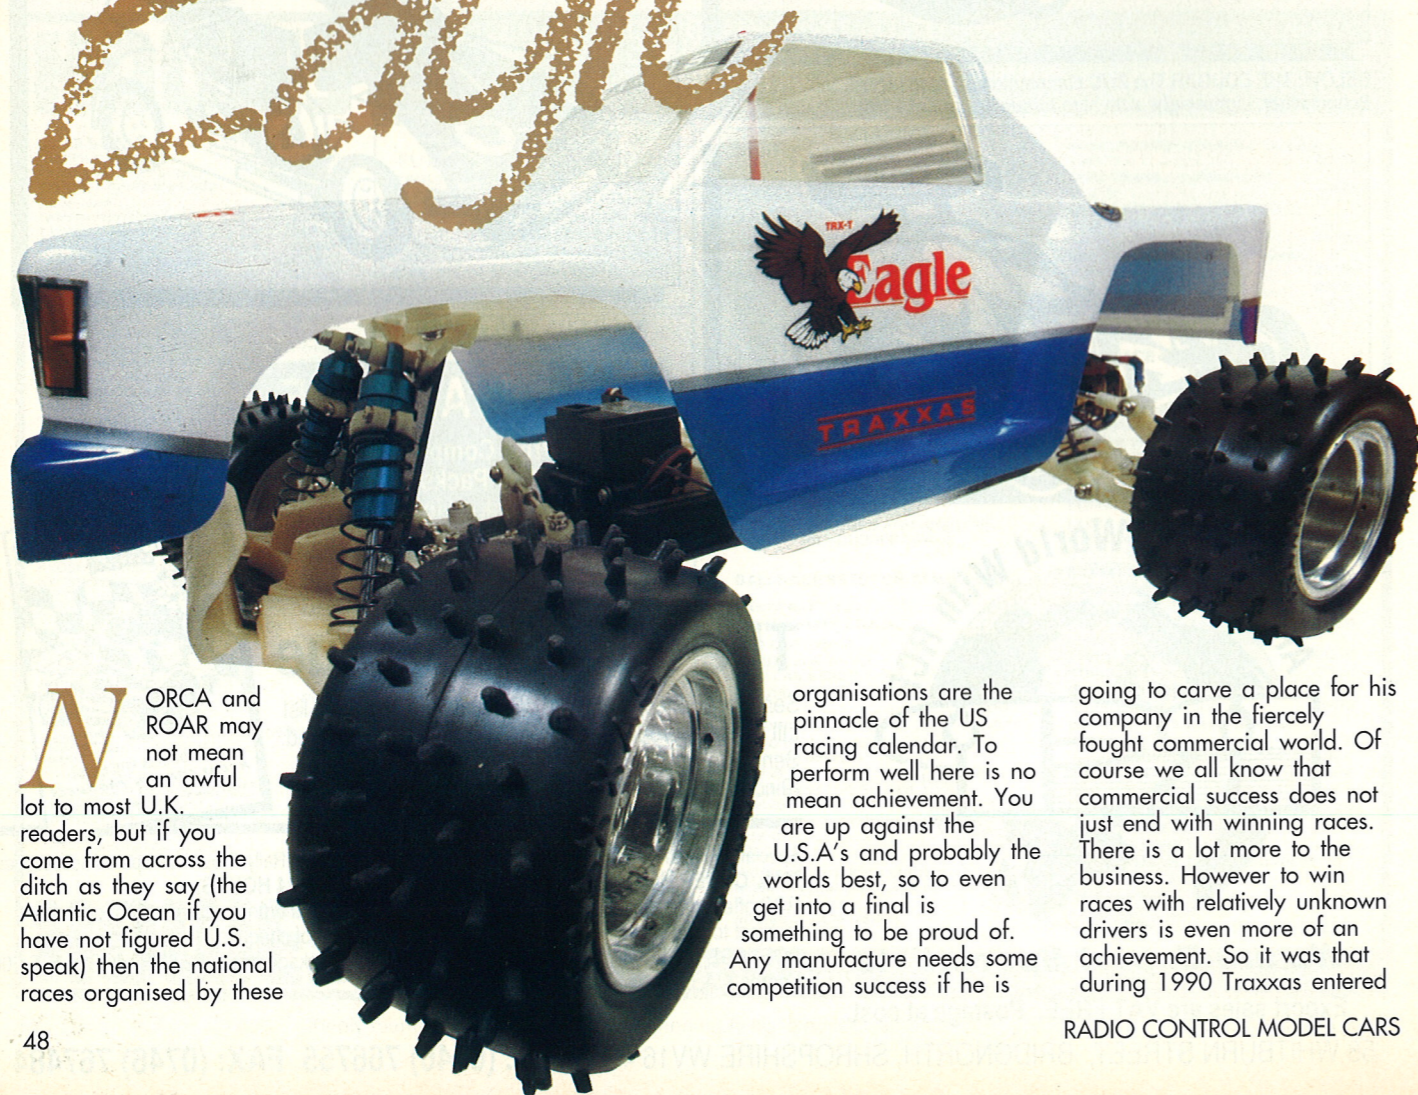 Eagle
TRX-T
Eagle
TRAXXAS
NORCA and
ROAR may
not mean
an awful
lot to most U.K.
readers, but if you
come from across the
ditch as they say (the
Atlantic Ocean if you
have not figured U.S.
speak) then the national
races organised by these
organisations are the
pinnacle of the US
racing calendar. To
perform well here is no
mean achievement. You
are up against the
U.S.A's and probably the
worlds best, so to even
get into a final is
something to be proud of.
Any manufacture needs some
competition success if he is
going to carve a place for his
company in the fiercely
fought commercial world. Of
course we all know that
commercial success does not
just end with winning races.
There is a lot more to the
business. However to win
races with relatively unknown
drivers is even more of an
achievement. So it was that
during 1990 Traxxas entered
48
RADIO CONTROL MODEL CARS